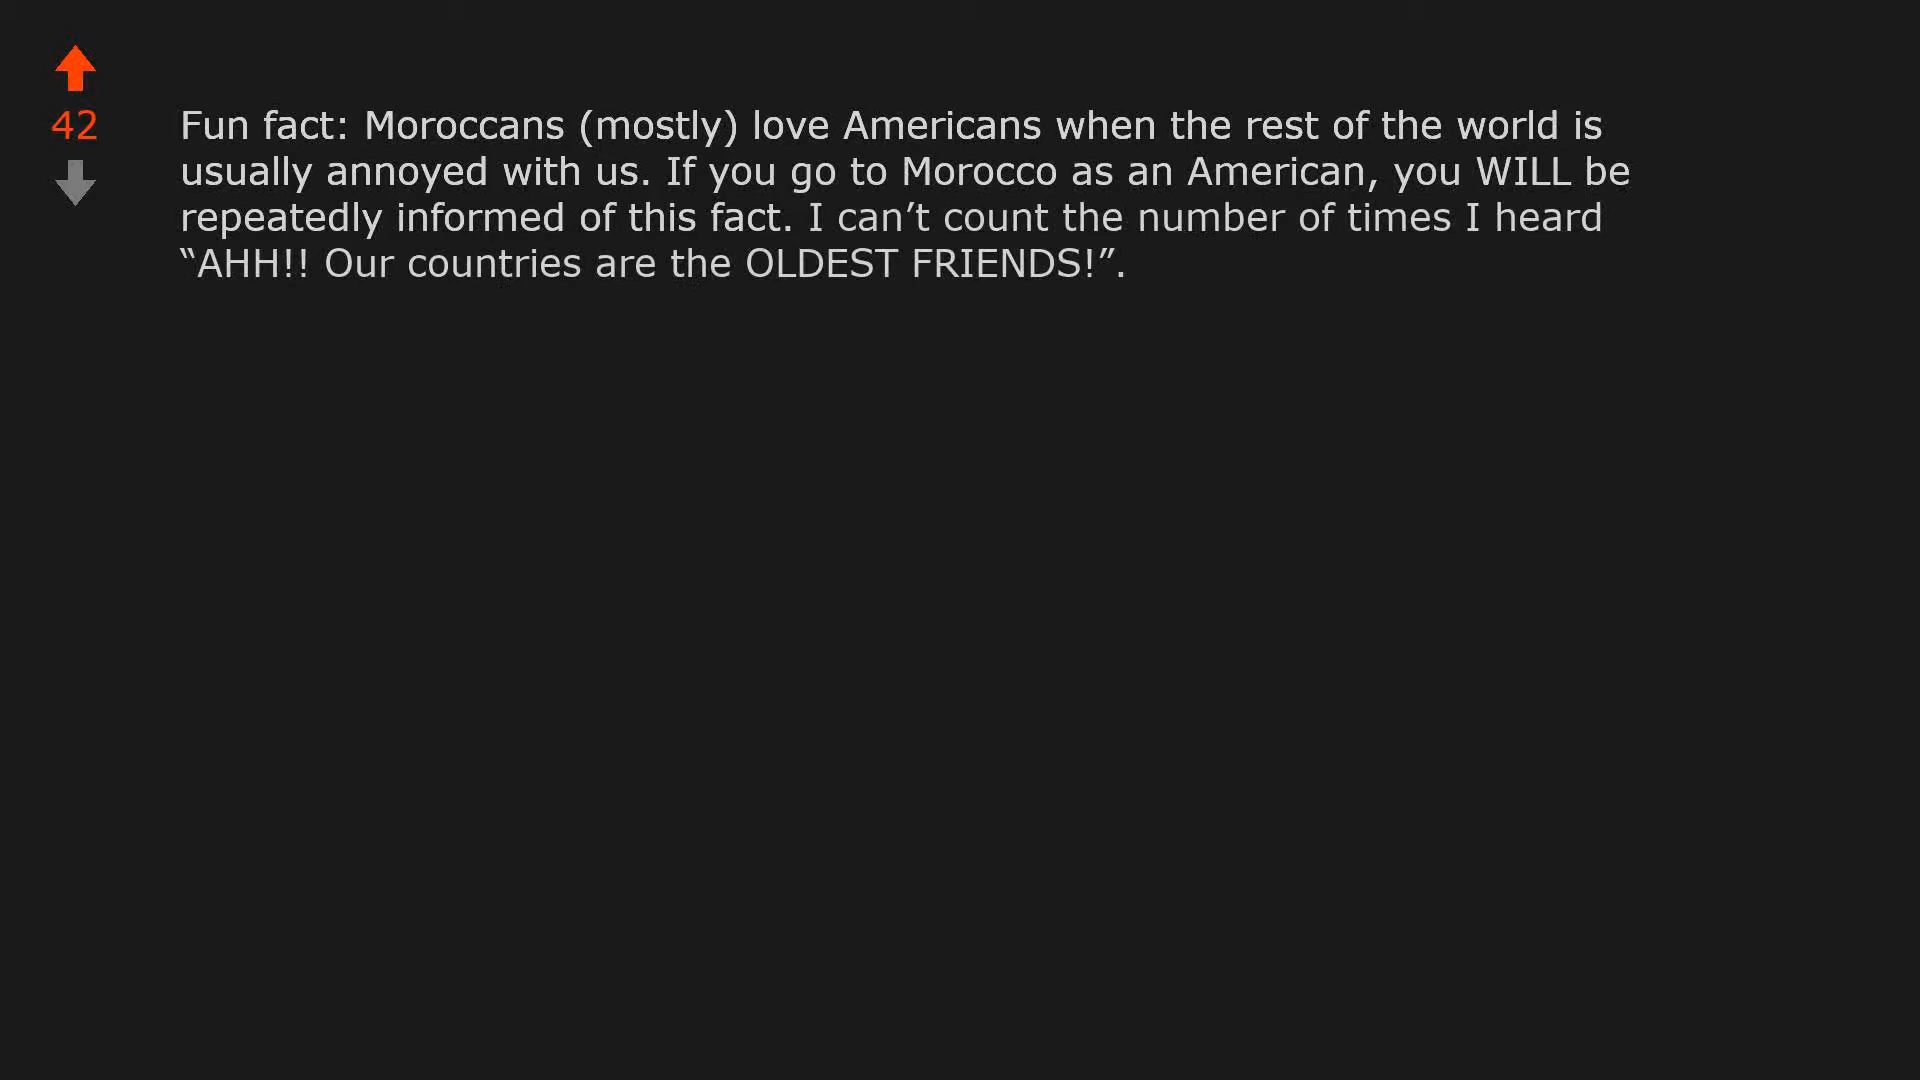 42
Fun fact: Moroccans (mostly) love Americans when the rest of the world is
usually annoyed with us. If you go to Morocco as an American, you WILL be
repeatedly informed of this fact. I can’t count the number of times I heard
“AHH!! Our countries are the OLDEST FRIENDS!”.